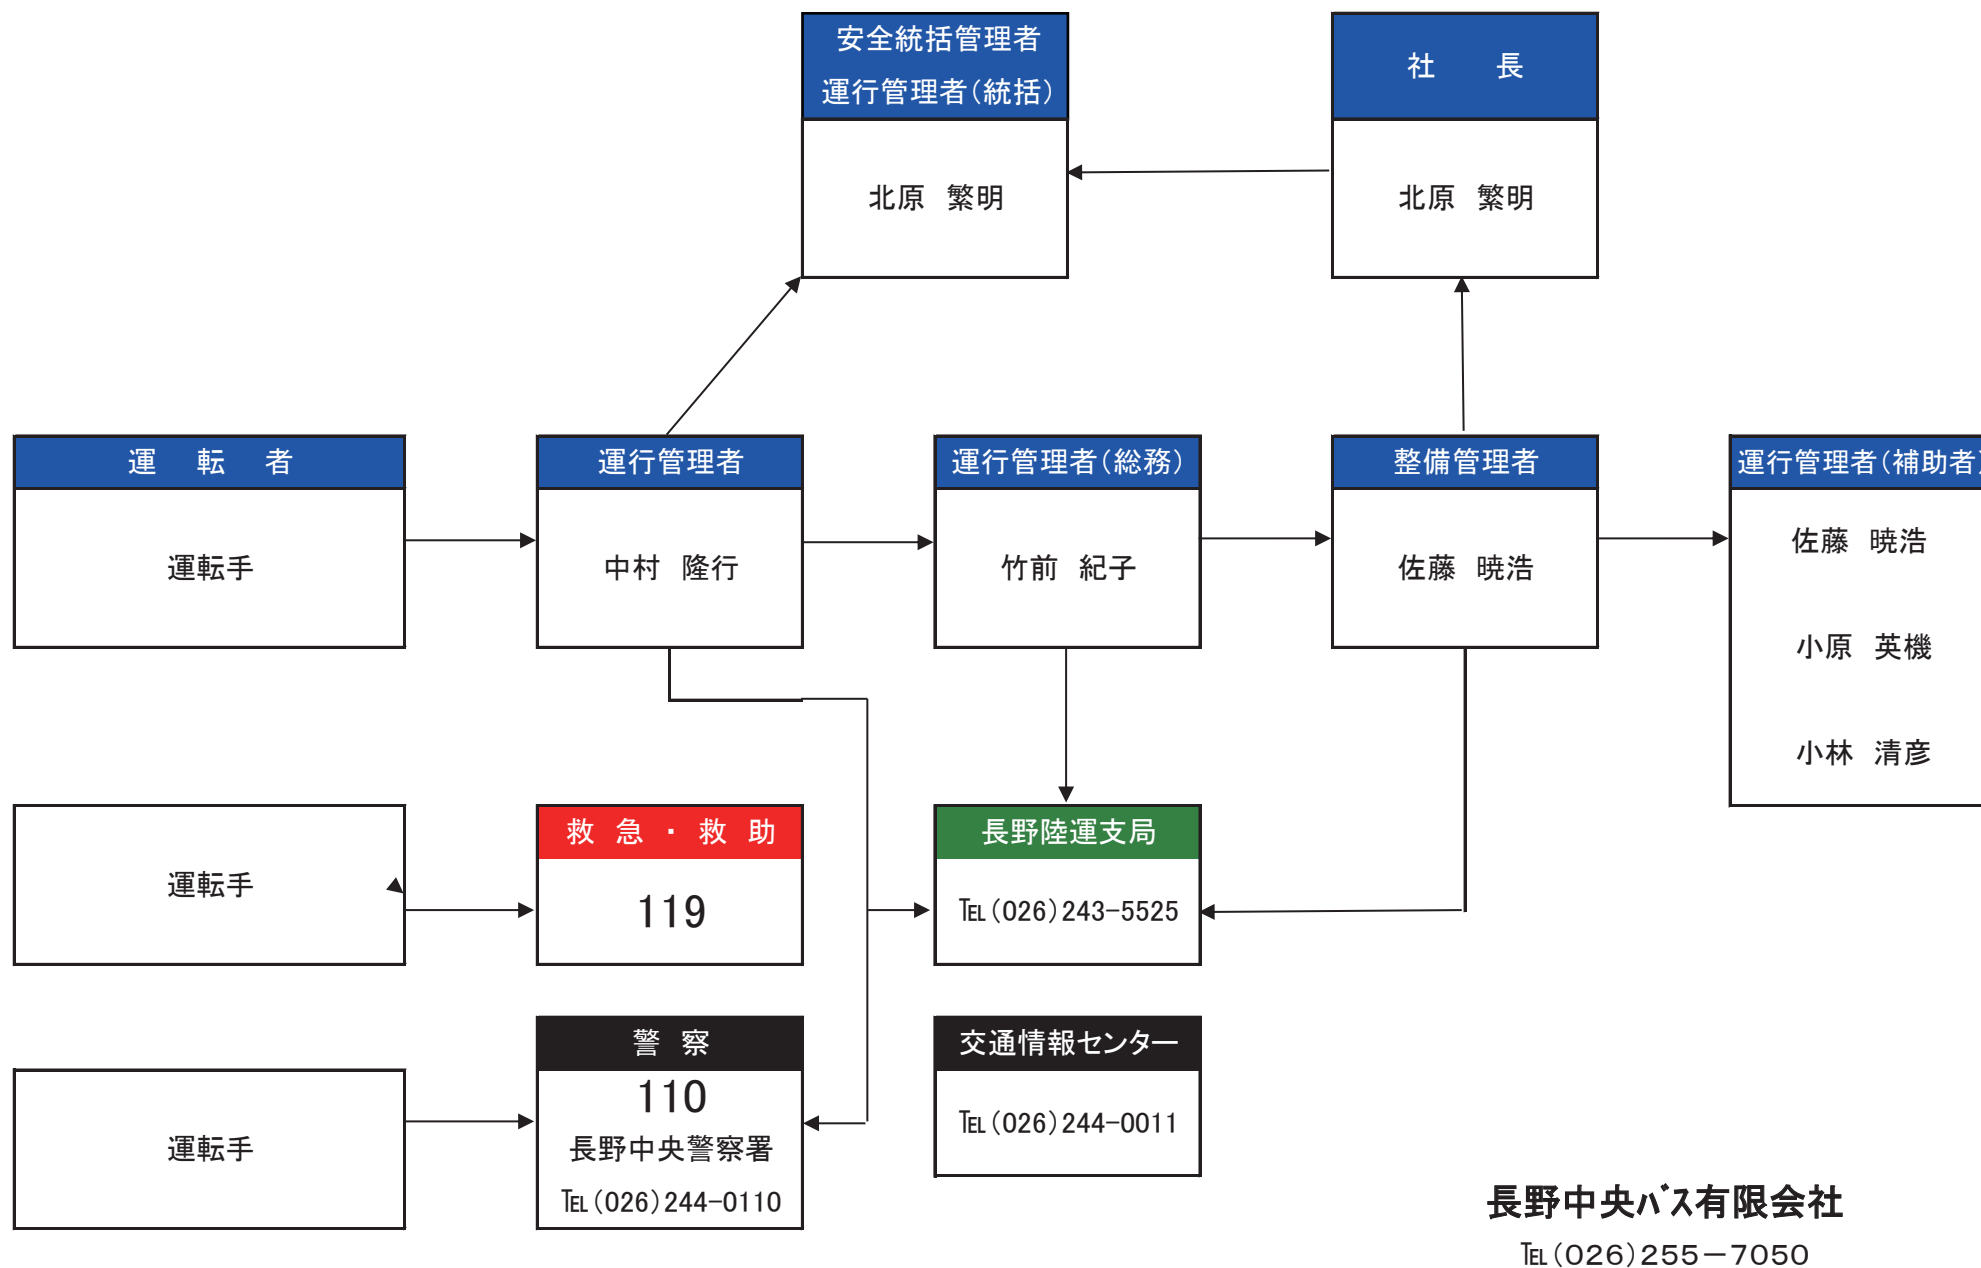 安全統括管理者
運行管理者(統括)
北原 繁明
社 長
北原 繁明
運 転 者
運転手
運行管理者
中村 隆行
運行管理者(総務)
竹前 紀子
整備管理者
佐藤 暁浩
運行管理者(補助者)
佐藤 暁浩
小原 英機
小林 清彦
運転手
救 急 ・ 救 助
119
長野陸運支局
℡(026)243-5525
運転手
警 察
110
長野中央警察署
℡(026)244-0110
交通情報センター
℡(026)244-0011
長野中央バス有限会社
℡(026)255-7050